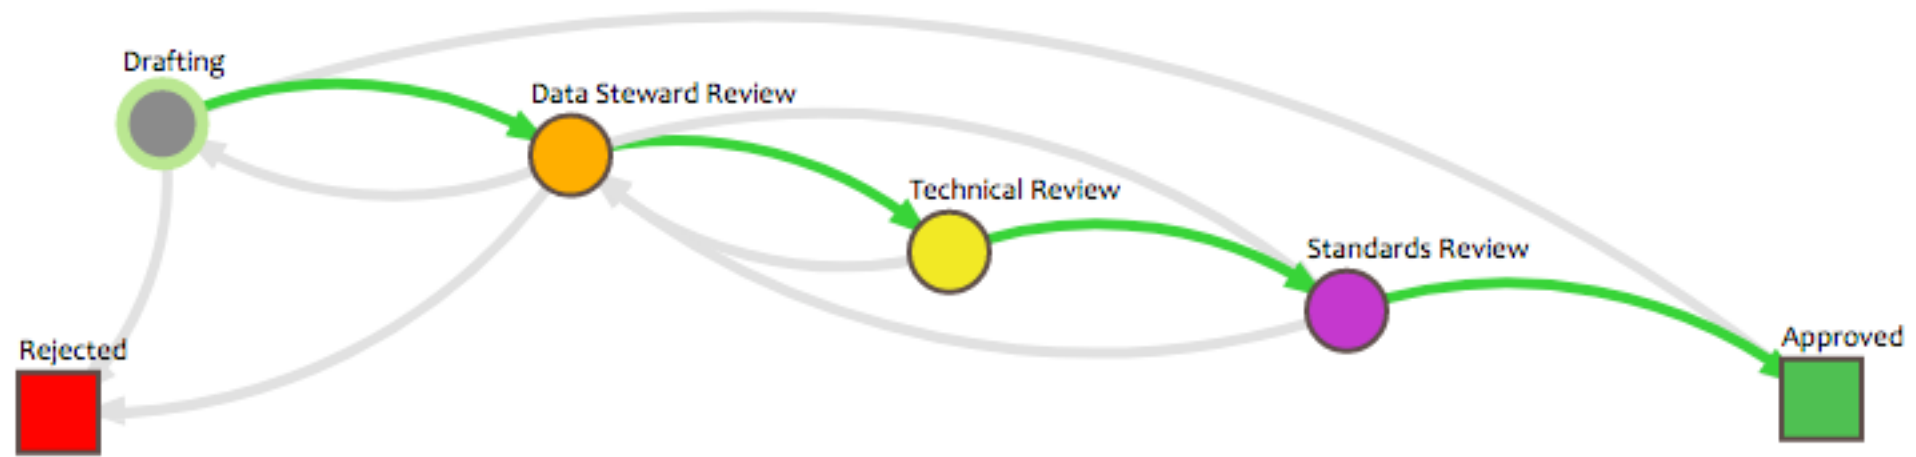 Drafting
Data Steward Review
Technical Review
Standards Review
Rejected
Approved